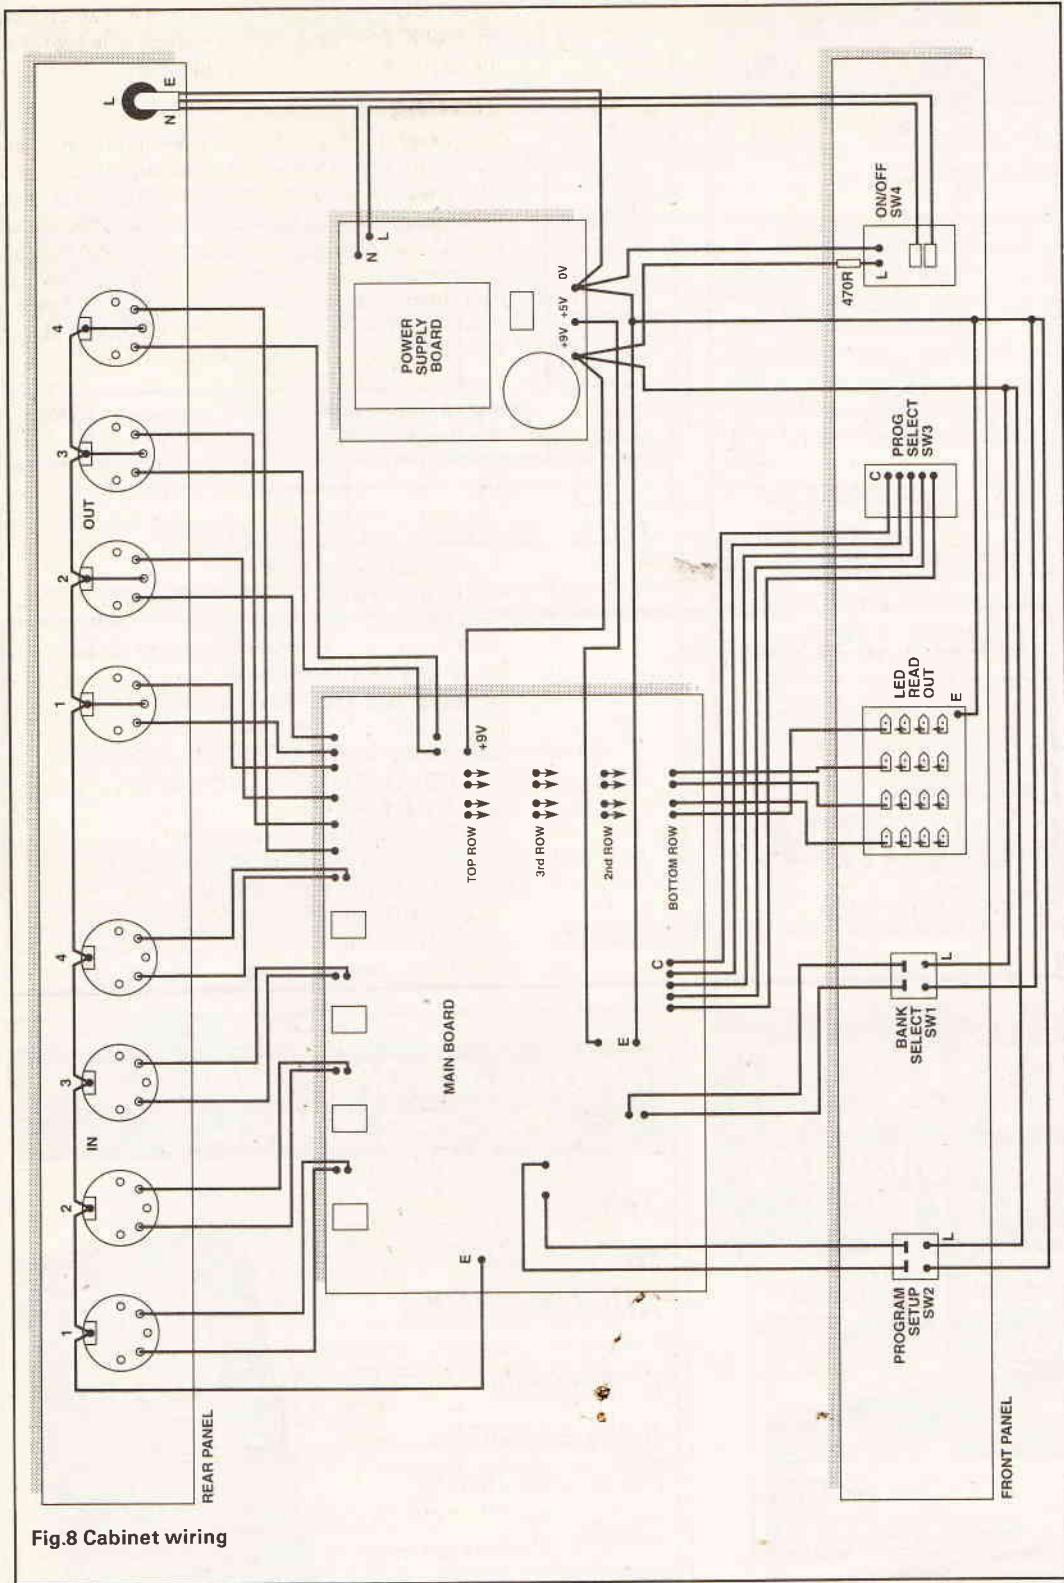 L
N E
4
3
OUT
2
1
4
3
IN
2
1
REAR PANEL
N
L
POWER
SUPPLY
BOARD
+9V +5V 0V
+9V
TOP ROW
3rd ROW
2nd ROW
BOTTOM ROW
MAIN BOARD
C
E
E
ON/OFF
SW4
470R
L
PROG
SELECT
SW3
C
LED
READ
OUT
E
BANK
SELECT
SW1
L
PROGRAM
SETUP
SW2
L
FRONT PANEL
Fig.8 Cabinet wiring